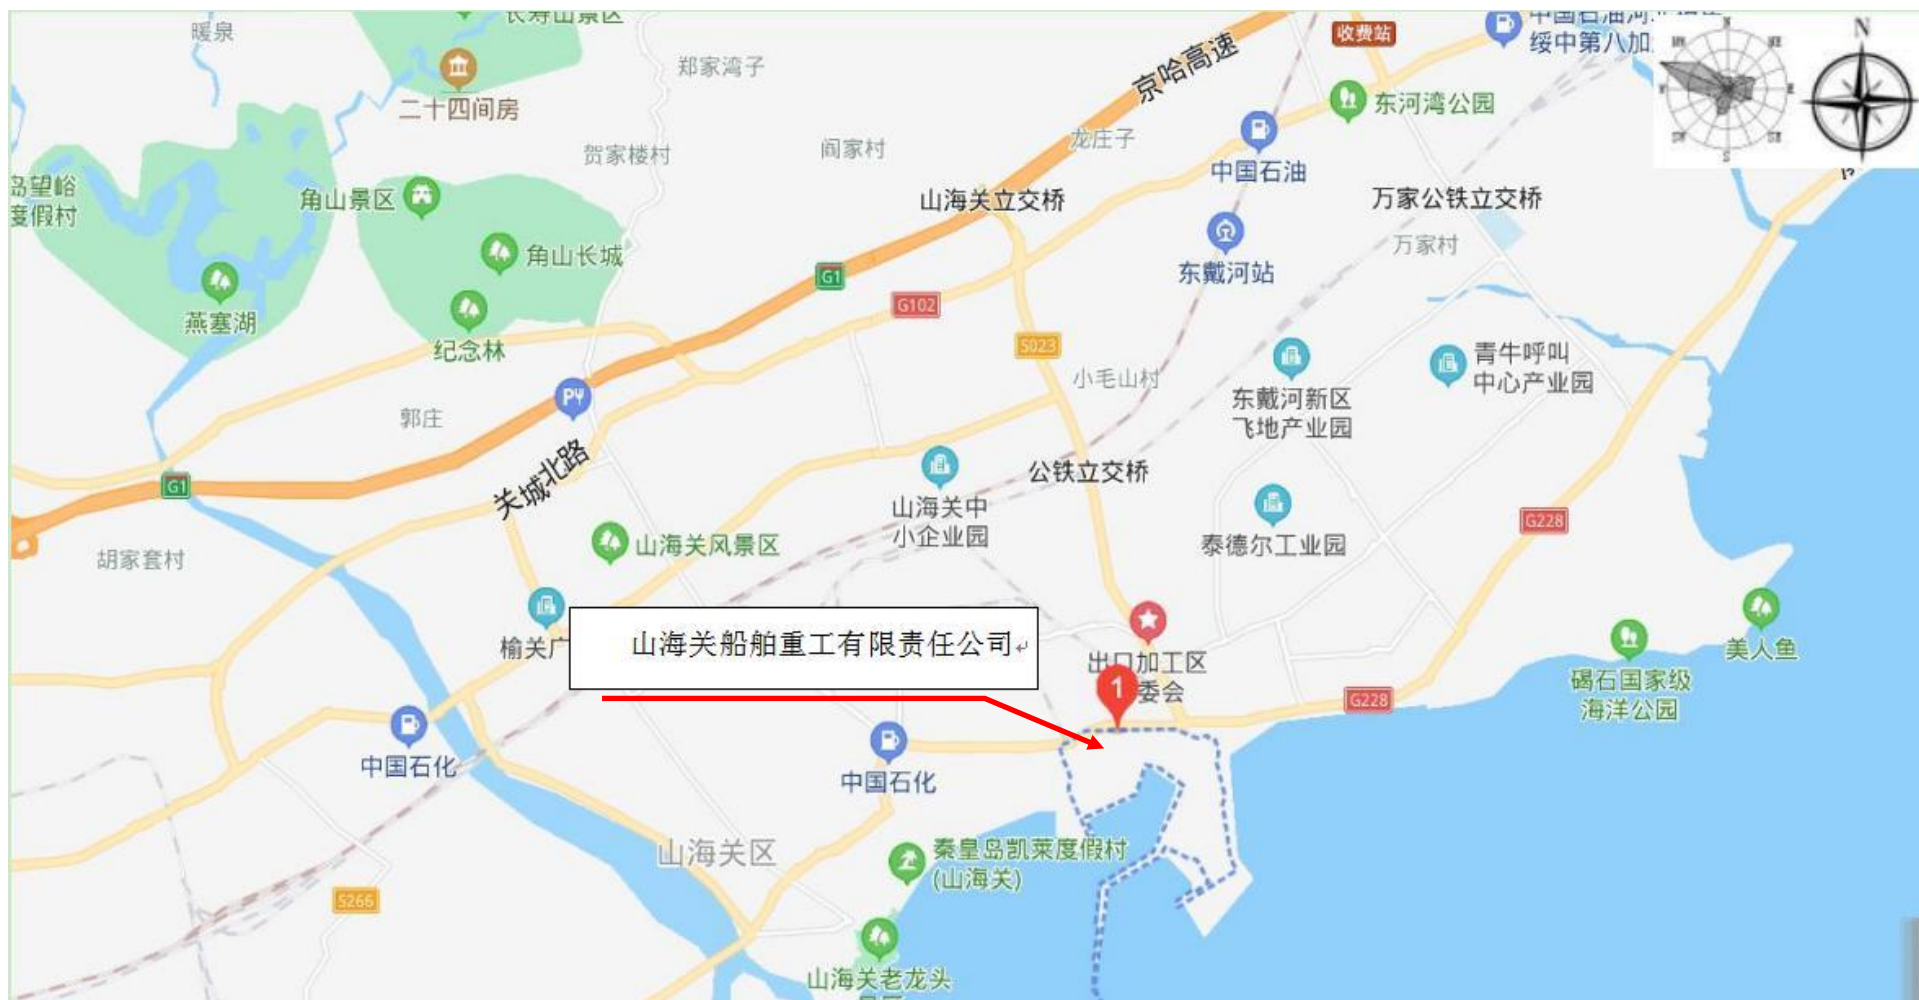 长寿山景区
暖泉
二十四间房
郑家湾子
贺家楼村
阎家村
龙庄子
京哈高速
收费站
绥中第八加
东河湾公园
中国石油
N
N
S
岛望峪
度假村
角山景区
角山长城
纪念林
燕塞湖
山海关立交桥
万家公铁立交桥
万家村
东戴河站
G1
G102
S023
小毛山村
东戴河新区
飞地产业园
青牛呼叫
中心产业园
郭庄
P
关城北路
G1
胡家套村
山海关风景区
山海关中
小企业园
公铁立交桥
泰德尔工业园
G228
榆关广
山海关船舶重工有限责任公司
出口加工区
委会
1
G228
碣石国家级
海洋公园
美人鱼
中国石化
中国石化
山海关区
秦皇岛凯莱度假村
(山海关)
S266
山海关老龙头